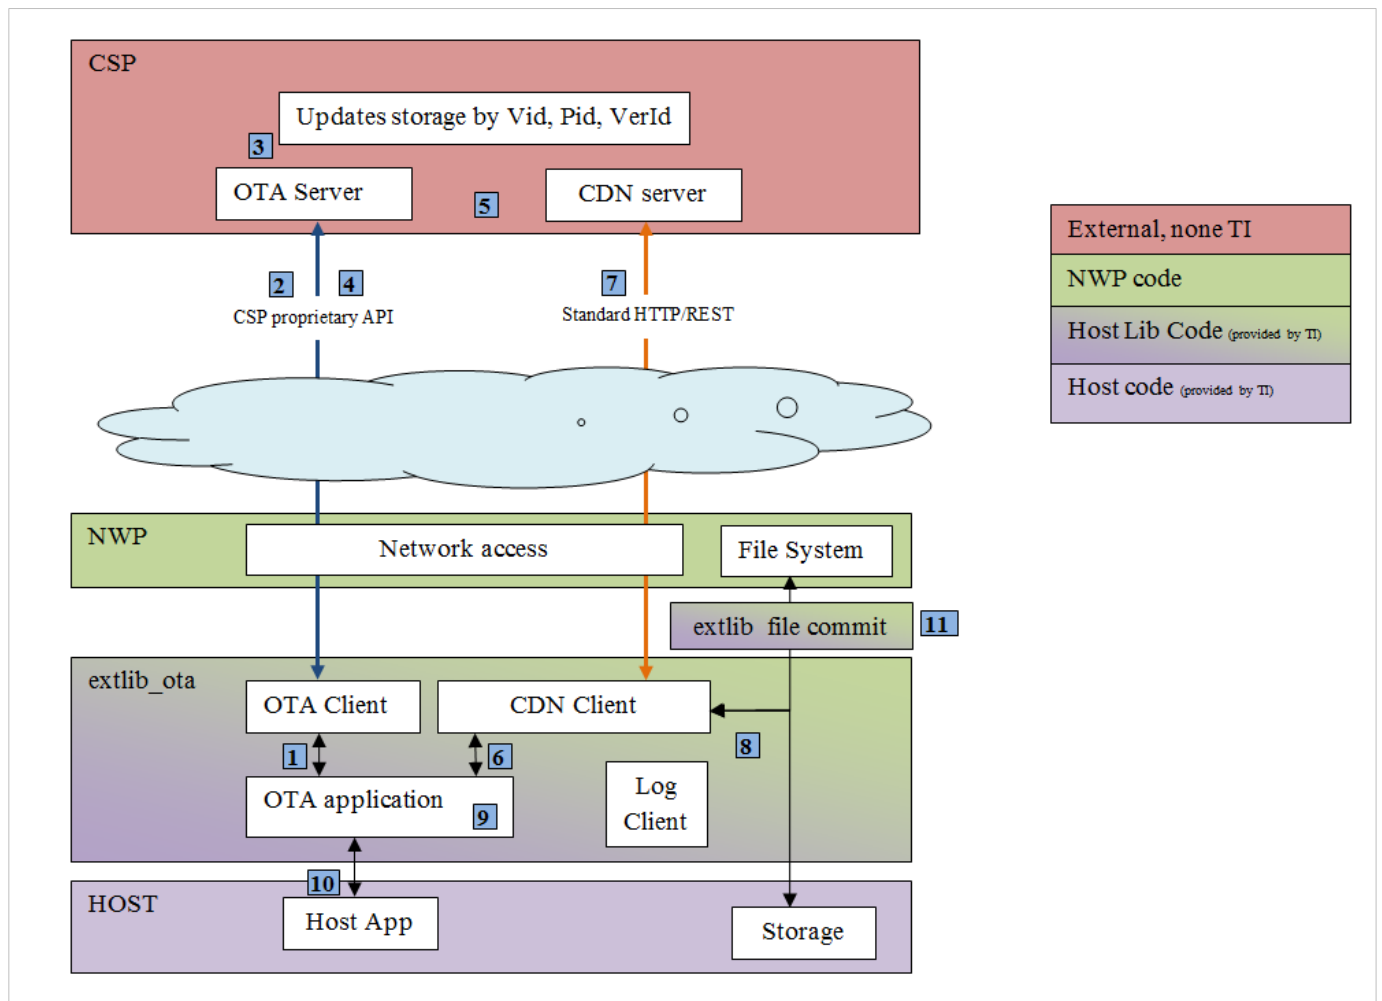 CSP
Updates storage by Vid, Pid, VerId
3
OTA Server
5
CDN server
External, none TI
NWP code
Host Lib Code (provided by TI)
Host code (provided by TI)
2
4
7
CSP proprietary API
Standard HTTP/REST
NWP
Network access
File System
extlib file commit
11
extlib_ota
OTA Client
CDN Client
1
6
8
OTA application
9
Log
Client
10
HOST
Host App
Storage